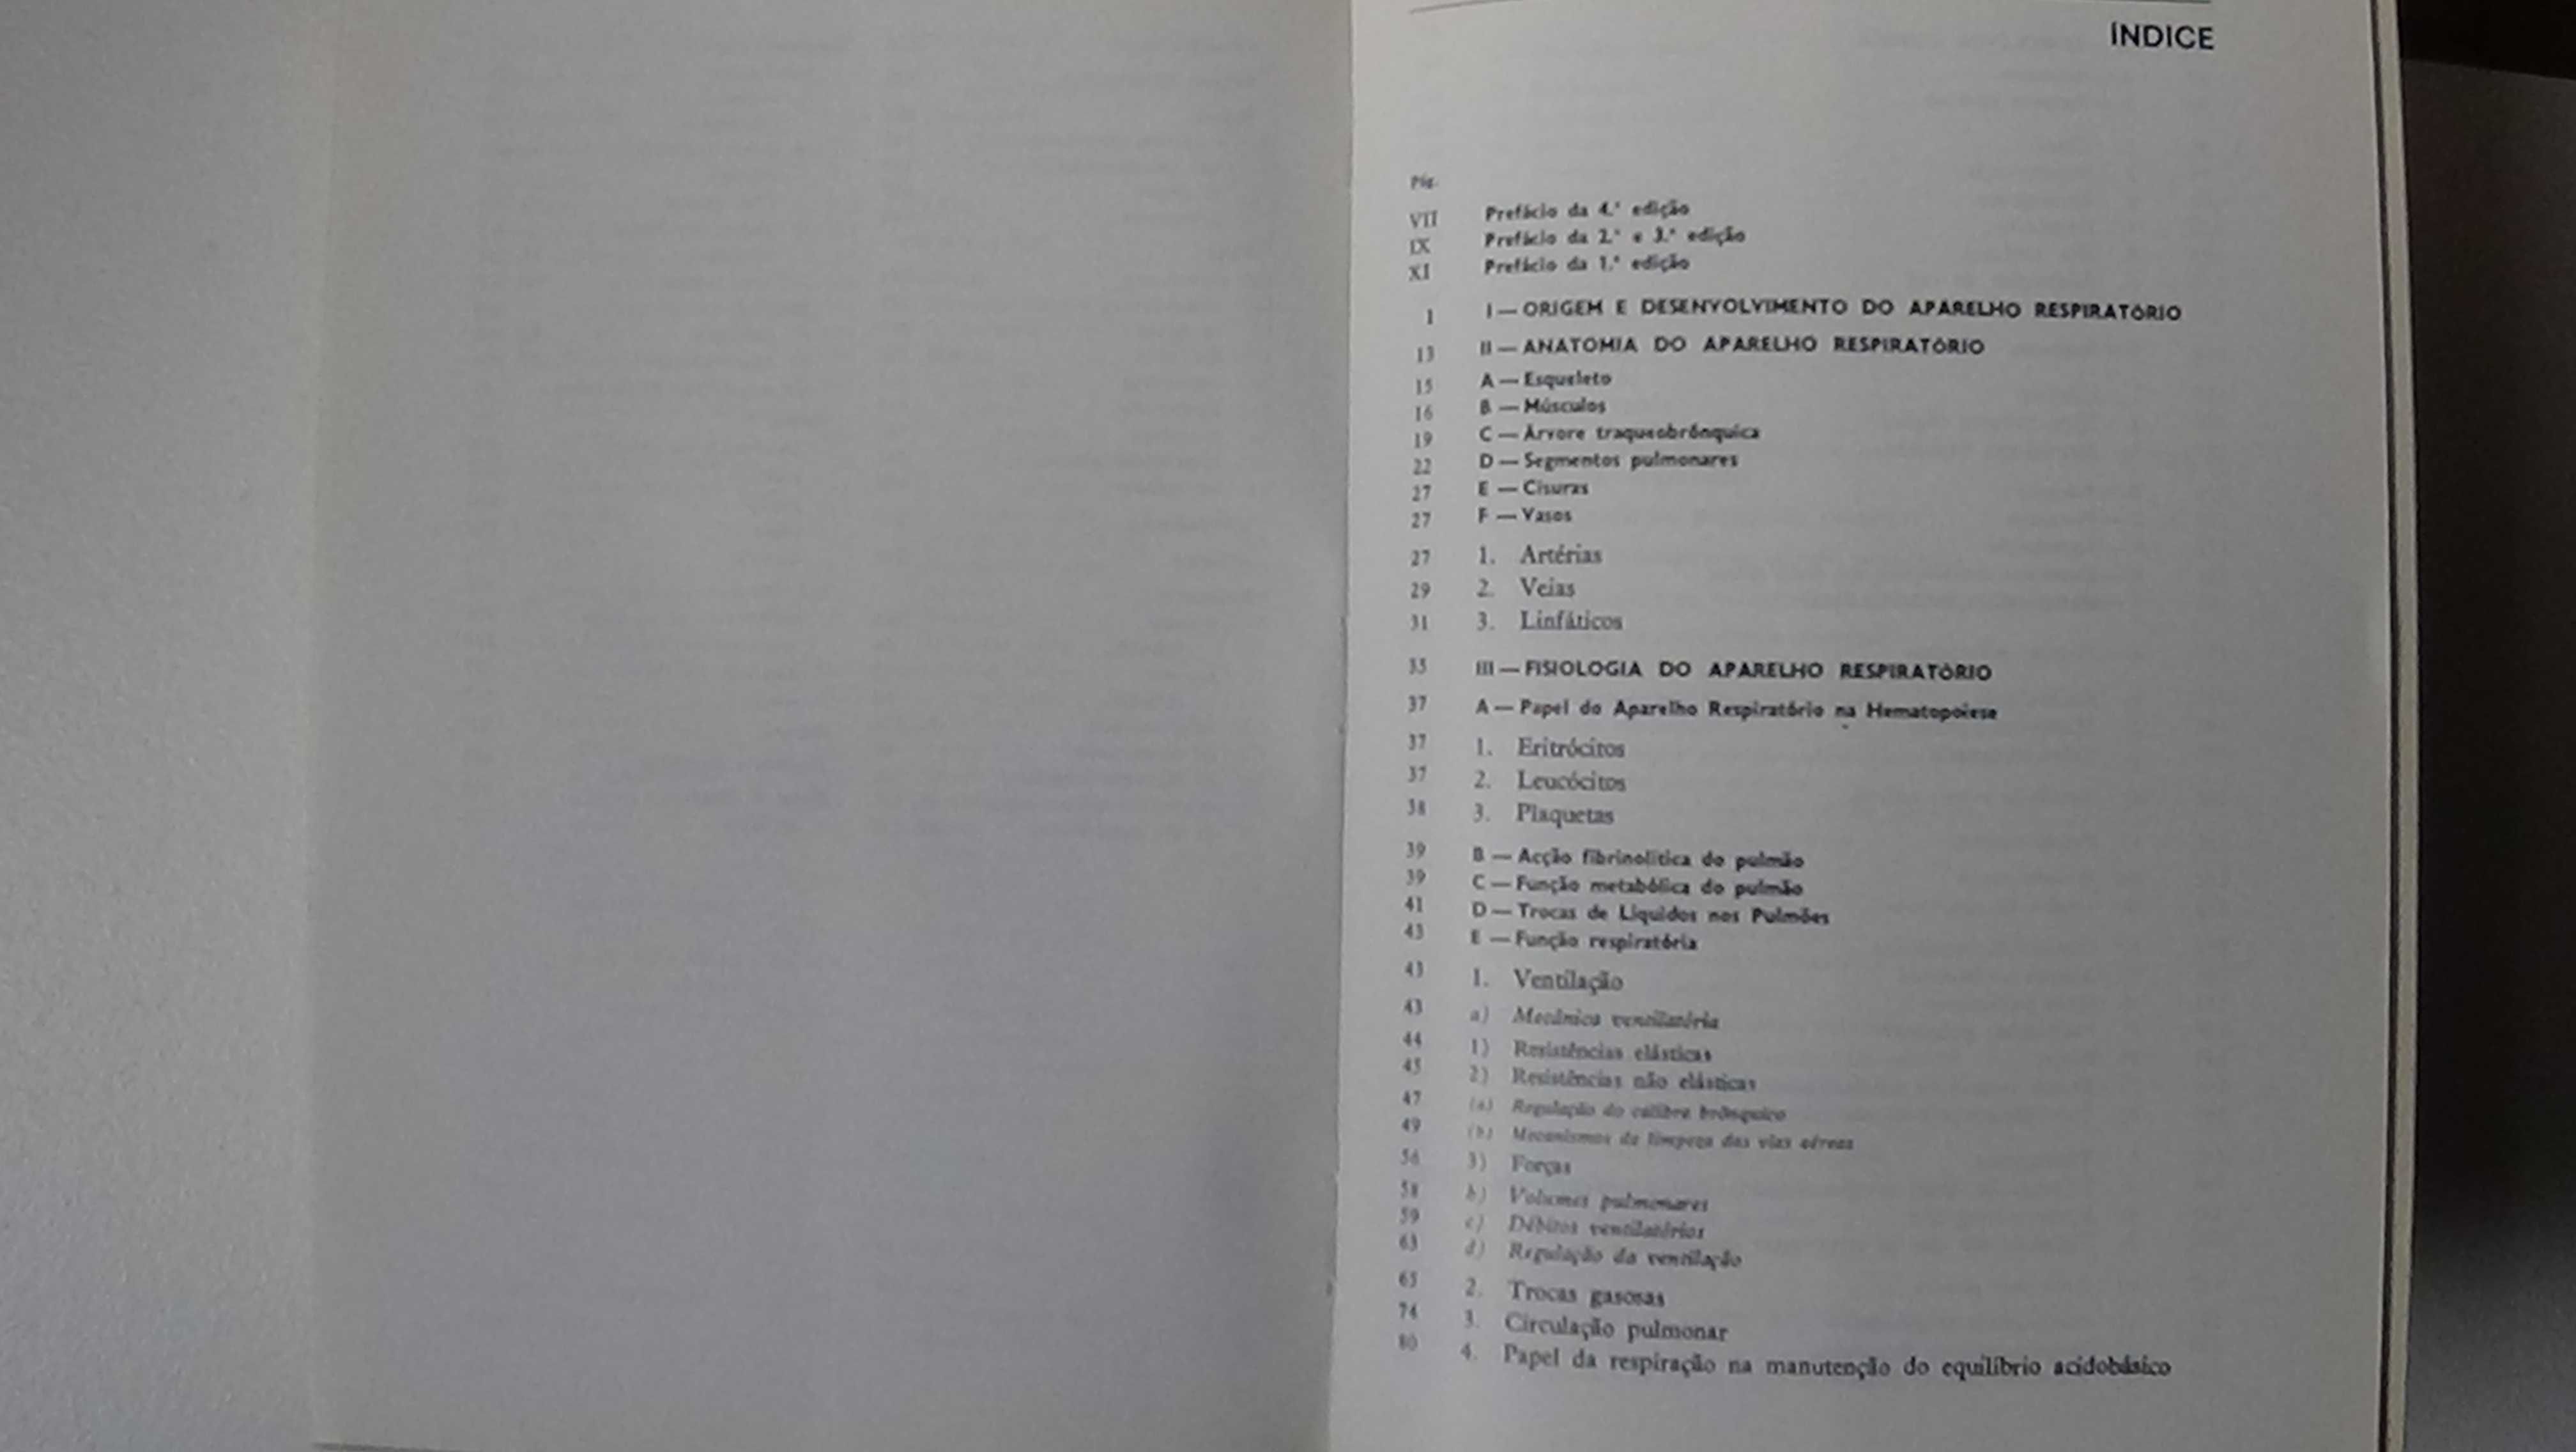 ÍNDICE
Pág.
VII Prefácio da 4.ª edição
IX Prefácio da 2.ª e 3.ª edição
XI Prefácio da 1.ª edição
1 I — ORIGEM E DESENVOLVIMENTO DO APARELHO RESPIRATÓRIO
13 II — ANATOMIA DO APARELHO RESPIRATÓRIO
15 A — Esqueleto
16 B — Músculos
19 C — Árvore traqueobrônquica
22 D — Segmentos pulmonares
27 E — Cisuras
27 F — Vasos
27 1. Artérias
29 2. Veias
31 3. Linfáticos
35 III — FISIOLOGIA DO APARELHO RESPIRATÓRIO
37 A — Papel do Aparelho Respiratório na Hematopoiese
37 1. Eritrócitos
37 2. Leucócitos
38 3. Plaquetas
39 B — Acção fibrinolítica do pulmão
39 C — Função metabólica do pulmão
41 D — Trocas de Líquidos nos Pulmões
43 E — Função respiratória
43 1. Ventilação
43 a) Mecânica ventilatória
44 1) Resistências elásticas
45 2) Resistências não elásticas
47 (a) Regulação do calibre brônquico
49 (b) Mecanismos de limpeza das vias aéreas
56 3) Forças
58 b) Volumes pulmonares
59 c) Débitos ventilatórios
63 d) Regulação da ventilação
65 2. Trocas gasosas
74 3. Circulação pulmonar
80 4. Papel da respiração na manutenção do equilíbrio acidobásico